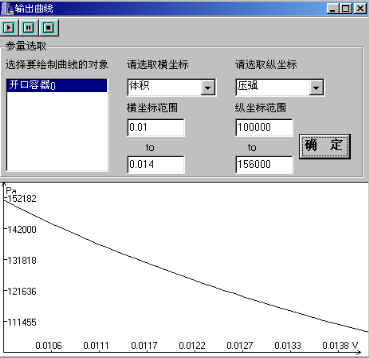 输出曲线
参量选取
选择要绘制曲线的对象
请选取横坐标
请选取纵坐标
开口容器0
体积
压强
横坐标范围
纵坐标范围
0.01
100000
to
to
确 定
0.014
156000
Pa
152182
142000
131818
121636
111455
0.0106 0.0111 0.0117 0.0122 0.0127 0.0133 0.0138 V